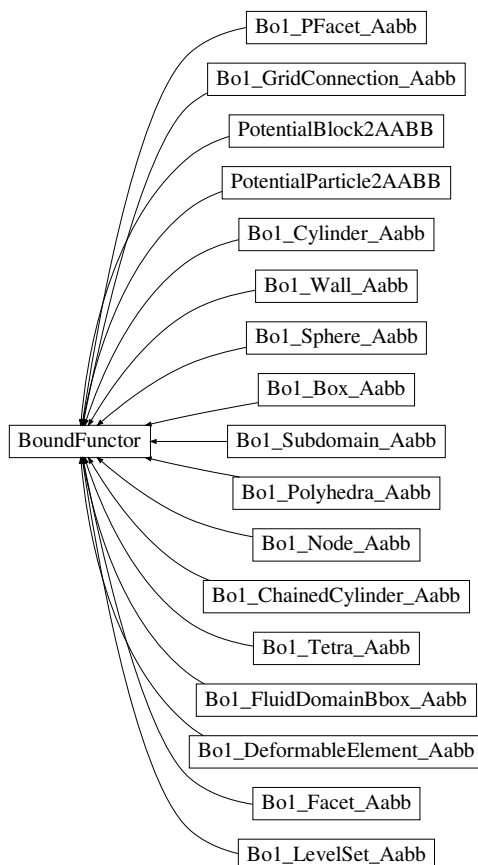 Bo1_PFacet_Aabb
Bo1_GridConnection_Aabb
PotentialBlock2AABB
PotentialParticle2AABB
Bo1_Cylinder_Aabb
Bo1_Wall_Aabb
Bo1_Sphere_Aabb
Bo1_Box_Aabb
BoundFunctor
Bo1_Subdomain_Aabb
Bo1_Polyhedra_Aabb
Bo1_Node_Aabb
Bo1_ChainedCylinder_Aabb
Bo1_Tetra_Aabb
Bo1_FluidDomainBbox_Aabb
Bo1_DeformableElement_Aabb
Bo1_Facet_Aabb
Bo1_LevelSet_Aabb